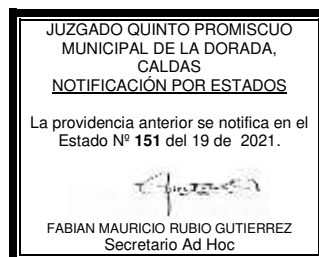 JUZGADO QUINTO PROMISCUO
MUNICIPAL DE LA DORADA,
CALDAS
NOTIFICACIÓN POR ESTADOS
La providencia anterior se notifica en el
Estado Nº 151 del 19 de 2021.
FABIAN MAURICIO RUBIO GUTIERREZ
Secretario Ad Hoc